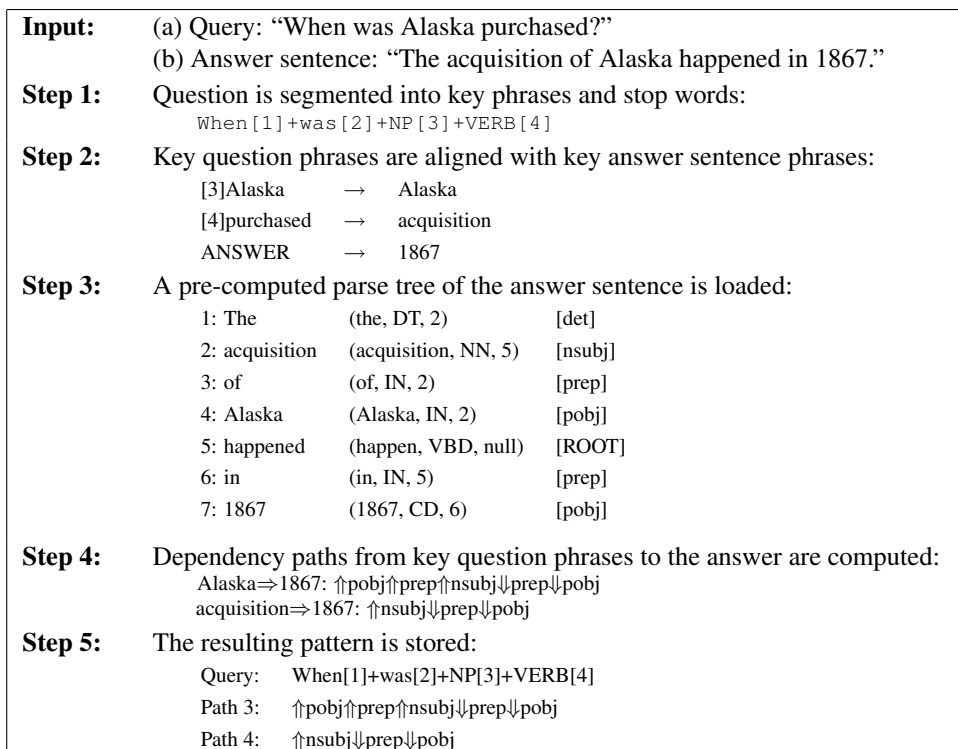 Input: (a) Query: “When was Alaska purchased?”
(b) Answer sentence: “The acquisition of Alaska happened in 1867.”
Step 1: Question is segmented into key phrases and stop words:
When[1]+was[2]+NP[3]+VERB[4]
Step 2: Key question phrases are aligned with key answer sentence phrases:
[3]Alaska → Alaska
[4]purchased → acquisition
ANSWER → 1867
Step 3: A pre-computed parse tree of the answer sentence is loaded:
1: The (the, DT, 2) [det]
2: acquisition (acquisition, NN, 5) [nsubj]
3: of (of, IN, 2) [prep]
4: Alaska (Alaska, IN, 2) [pobj]
5: happened (happen, VBD, null) [ROOT]
6: in (in, IN, 5) [prep]
7: 1867 (1867, CD, 6) [pobj]
Step 4: Dependency paths from key question phrases to the answer are computed:
Alaska⇒1867: ⇑pobj⇑prep⇑nsubj⇓prep⇓pobj
acquisition⇒1867: ⇑nsubj⇓prep⇓pobj
Step 5: The resulting pattern is stored:
Query: When[1]+was[2]+NP[3]+VERB[4]
Path 3: ⇑pobj⇑prep⇑nsubj⇓prep⇓pobj
Path 4: ⇑nsubj⇓prep⇓pobj